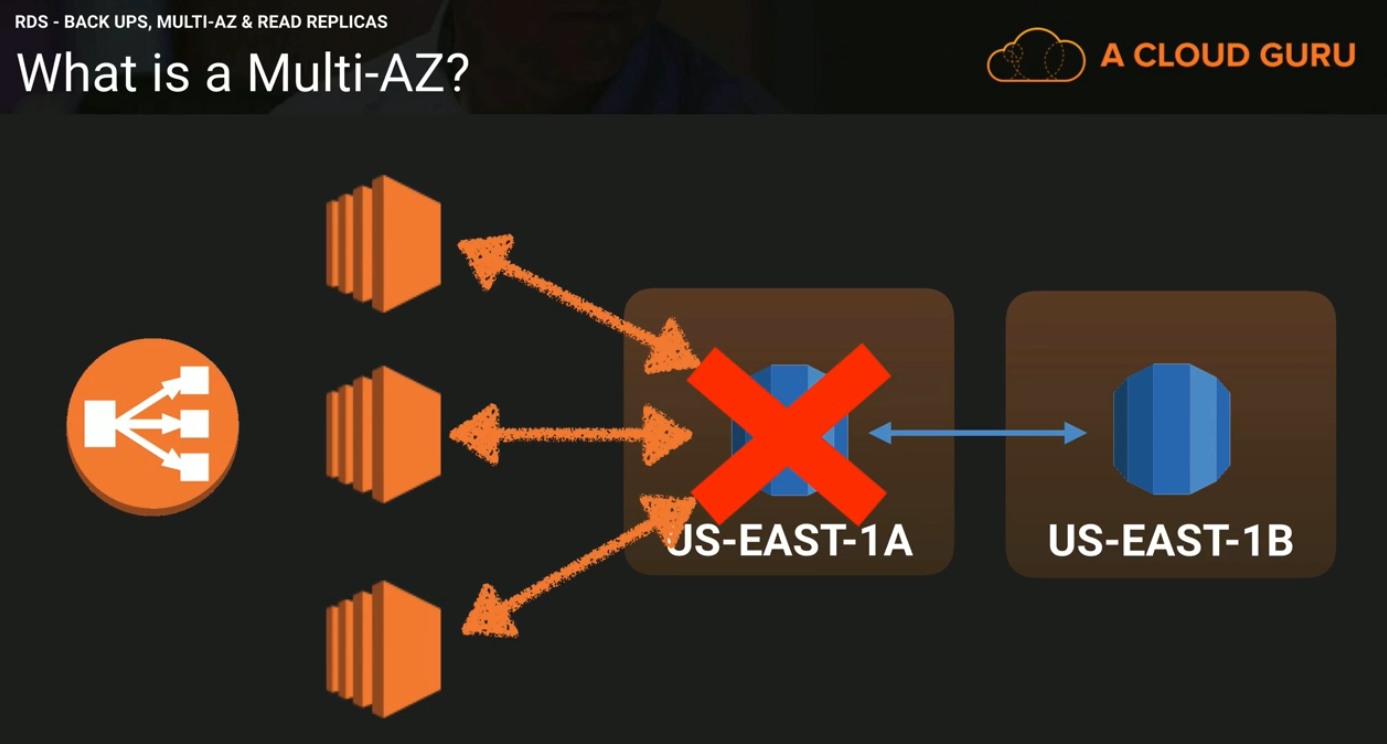 RDS - BACK UPS, MULTI-AZ & READ REPLICAS
What is a Multi-AZ?
A CLOUD GURU
US-EAST-1A
US-EAST-1B